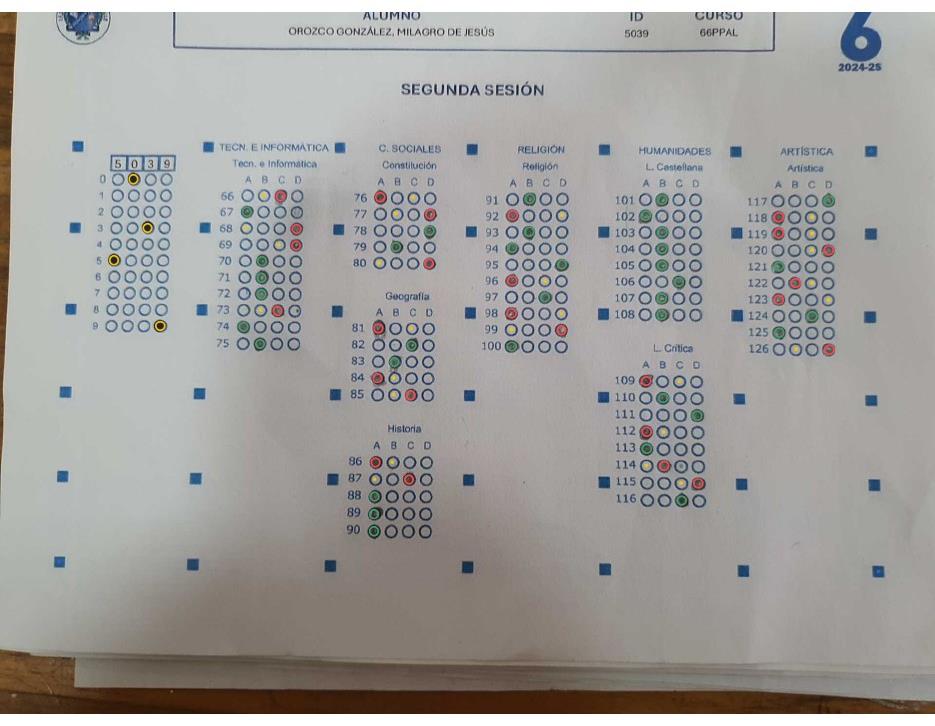 ALUMNO ID CURSO
OROZCO GONZÁLEZ, MILAGRO DE JESÚS 5039 66PPAL
6
2024-25
SEGUNDA SESIÓN
5 0 3 9
0
1
2
3
4
5
6
7
8
9
TECN. E INFORMÁTICA
Tecn. e Informática
A B C D
66
67
68
69
70
71
72
73
74
75
C. SOCIALES
Constitución
A B C D
76
77
78
79
80
Geografía
A B C D
81
82
83
84
85
Historia
A B C D
86
87
88
89
90
RELIGIÓN
Religión
A B C D
91
92
93
94
95
96
97
98
99
100
HUMANIDADES
L. Castellana
A B C D
101
102
103
104
105
106
107
108
L. Crítica
A B C D
109
110
111
112
113
114
115
116
ARTÍSTICA
Artística
A B C D
117
118
119
120
121
122
123
124
125
126